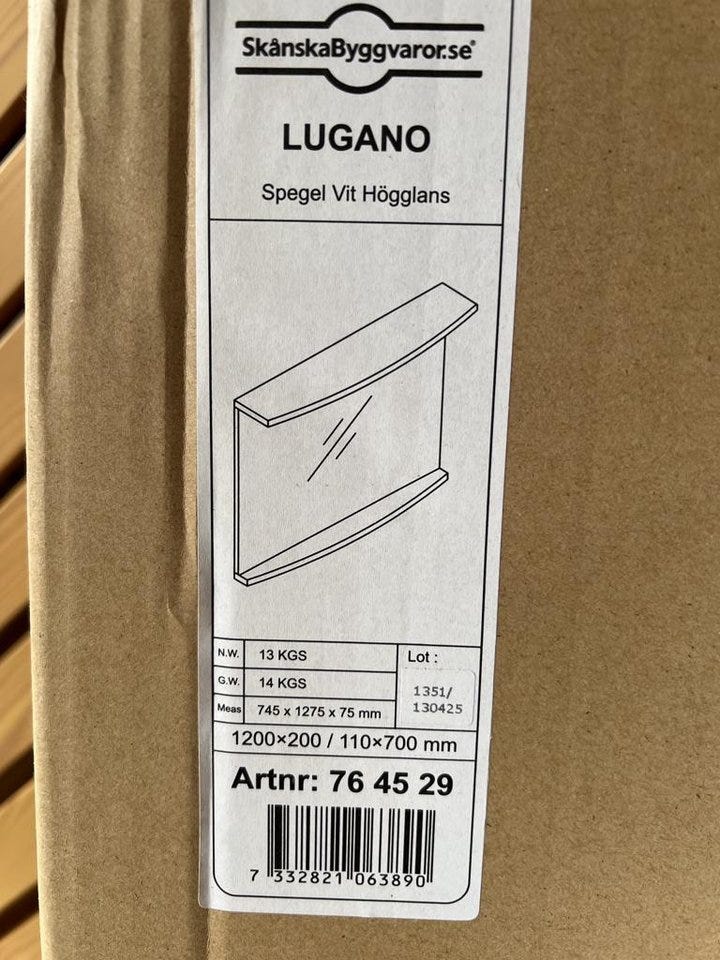 SkånskaByggvaror.se®
LUGANO
Spegel Vit Högglans
N.W. 13 KGS
Lot :
G.W. 14 KGS
1351/
130425
Meas 745 x 1275 x 75 mm
1200×200 / 110×700 mm
Artnr: 76 45 29
7 332821 063890